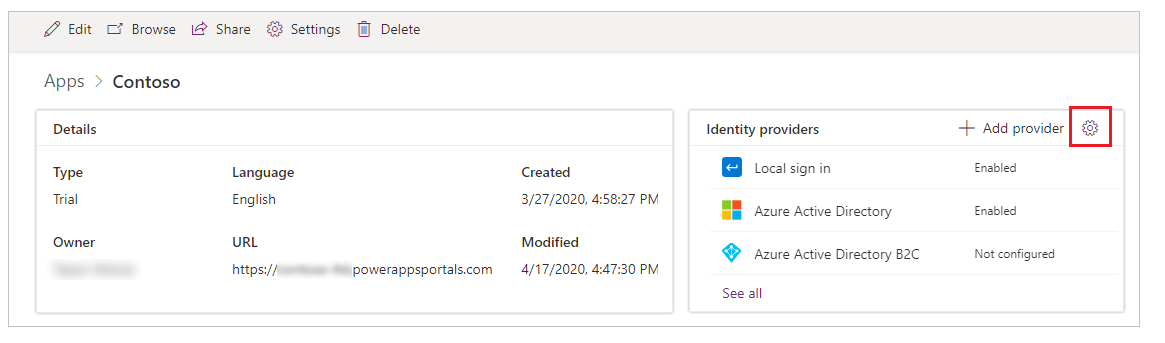 Edit Browse Share Settings Delete
Apps > Contoso
Details
Type Language Created
Trial English 3/27/2020, 4:58:27 PM
Owner URL Modified
https:// .powerappsportals.com 4/17/2020, 4:47:30 PM
Identity providers + Add provider
Local sign in Enabled
Azure Active Directory Enabled
Azure Active Directory B2C Not configured
See all